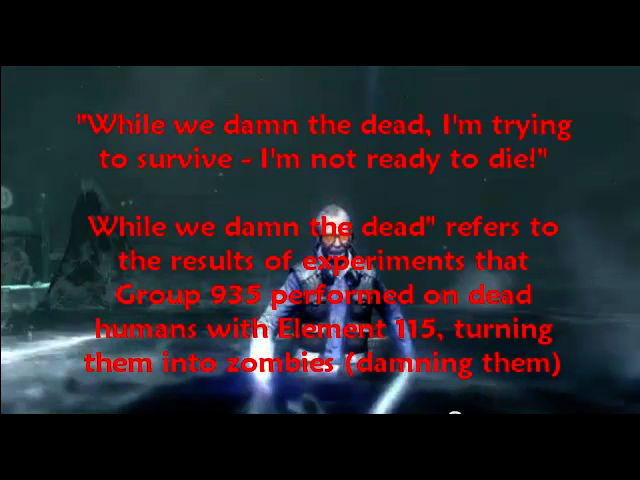 "While we damn the dead, I'm trying
to survive - I'm not ready to die!"
While we damn the dead" refers to
the results of experiments that
Group 935 performed on dead
humans with Element 115, turning
them into zombies (damning them)